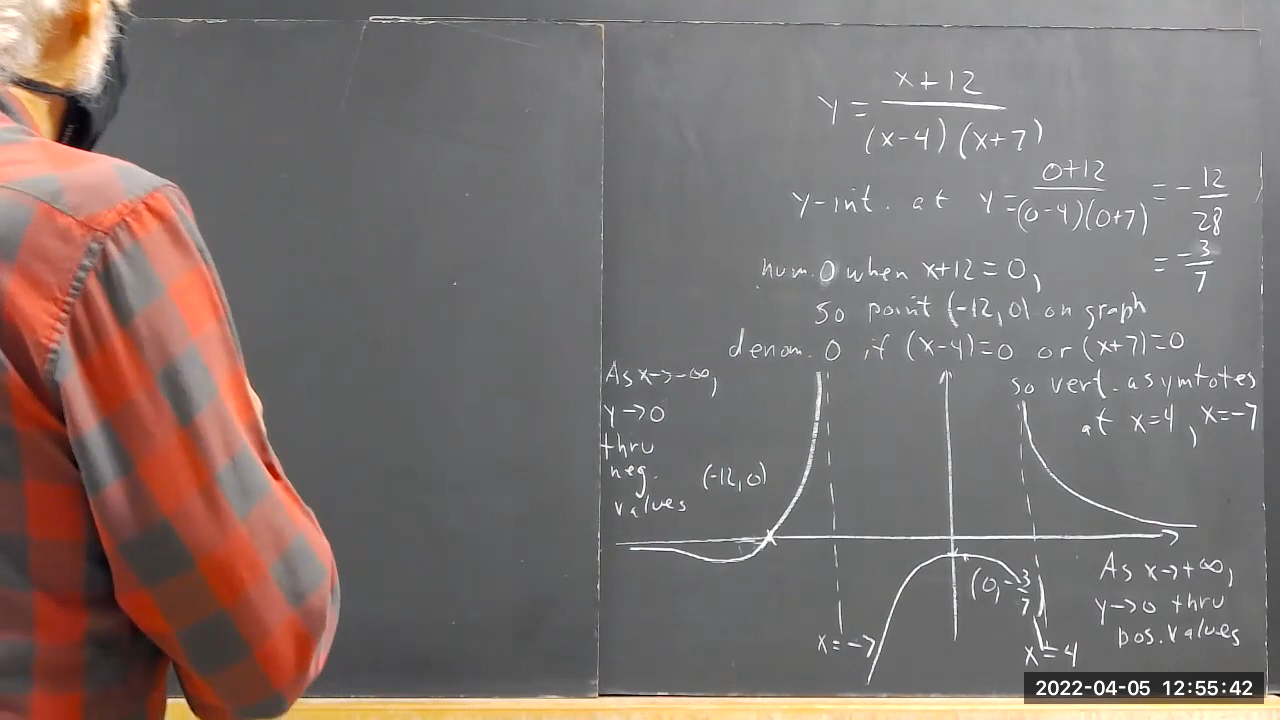 y = x+12 / (x-4)(x+7)
y-int. at y = 0+12 / (0-4)(0+7) = - 12/28
= -3/7
num. 0 when x+12=0,
so point (-12,0) on graph
denom. 0 if (x-4)=0 or (x+7)=0
so vert. asymtotes
at x=4, x=-7
As x→-∞,
y→0
thru
neg.
values
(-12,0)
(0,-3/7)
x=-7
x=4
As x→+∞,
y→0 thru
pos. values
2022-04-05 12:55:42